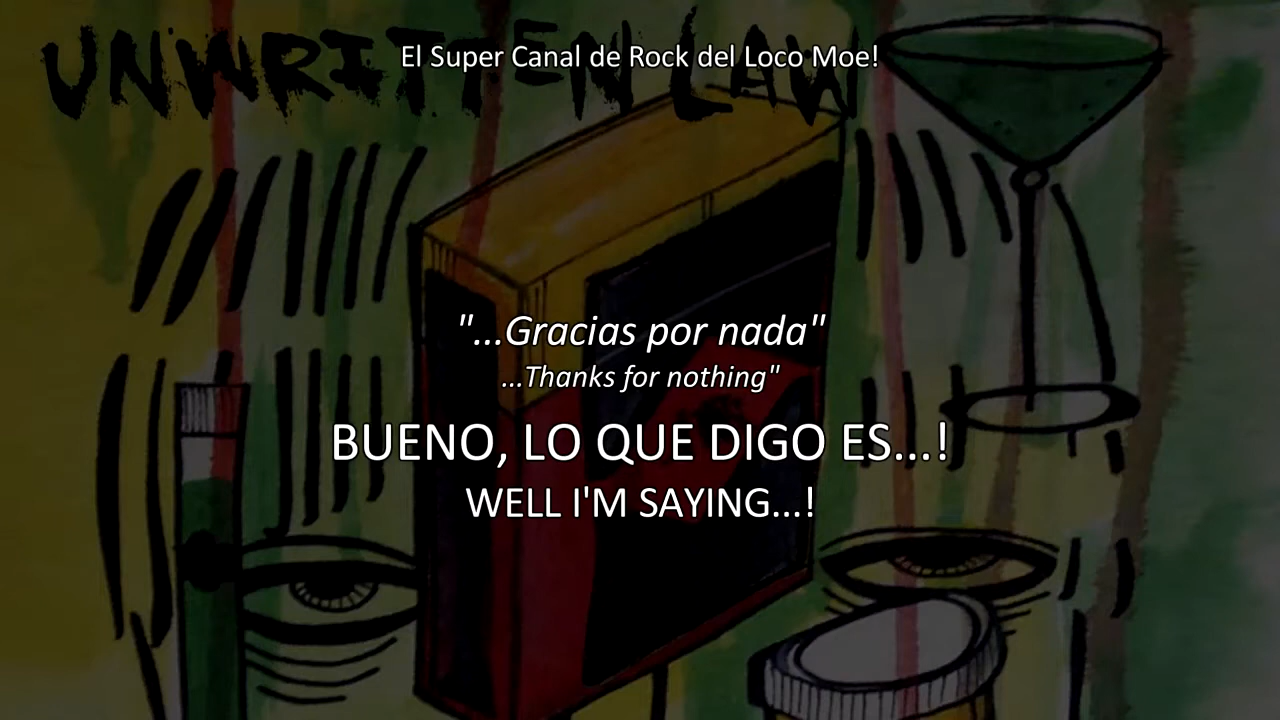 UNWRITTEN LAW
El Super Canal de Rock del Loco Moe!
"...Gracias por nada"
...Thanks for nothing"
BUENO, LO QUE DIGO ES...!
WELL I'M SAYING...!